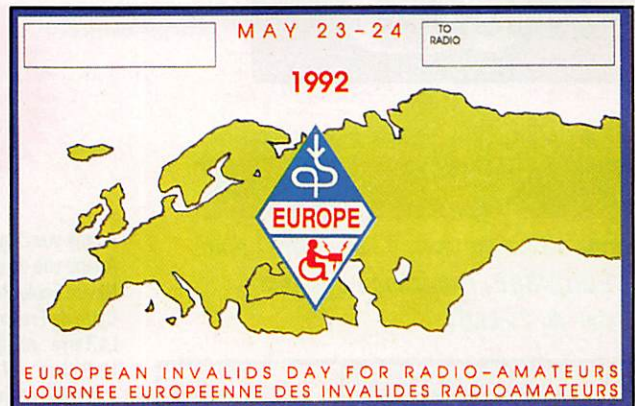 MAY 23-24
TO
RADIO
1992
EUROPE
EUROPEAN INVALIDS DAY FOR RADIO-AMATEURS
JOURNEE EUROPEENNE DES INVALIDES RADIOAMATEURS